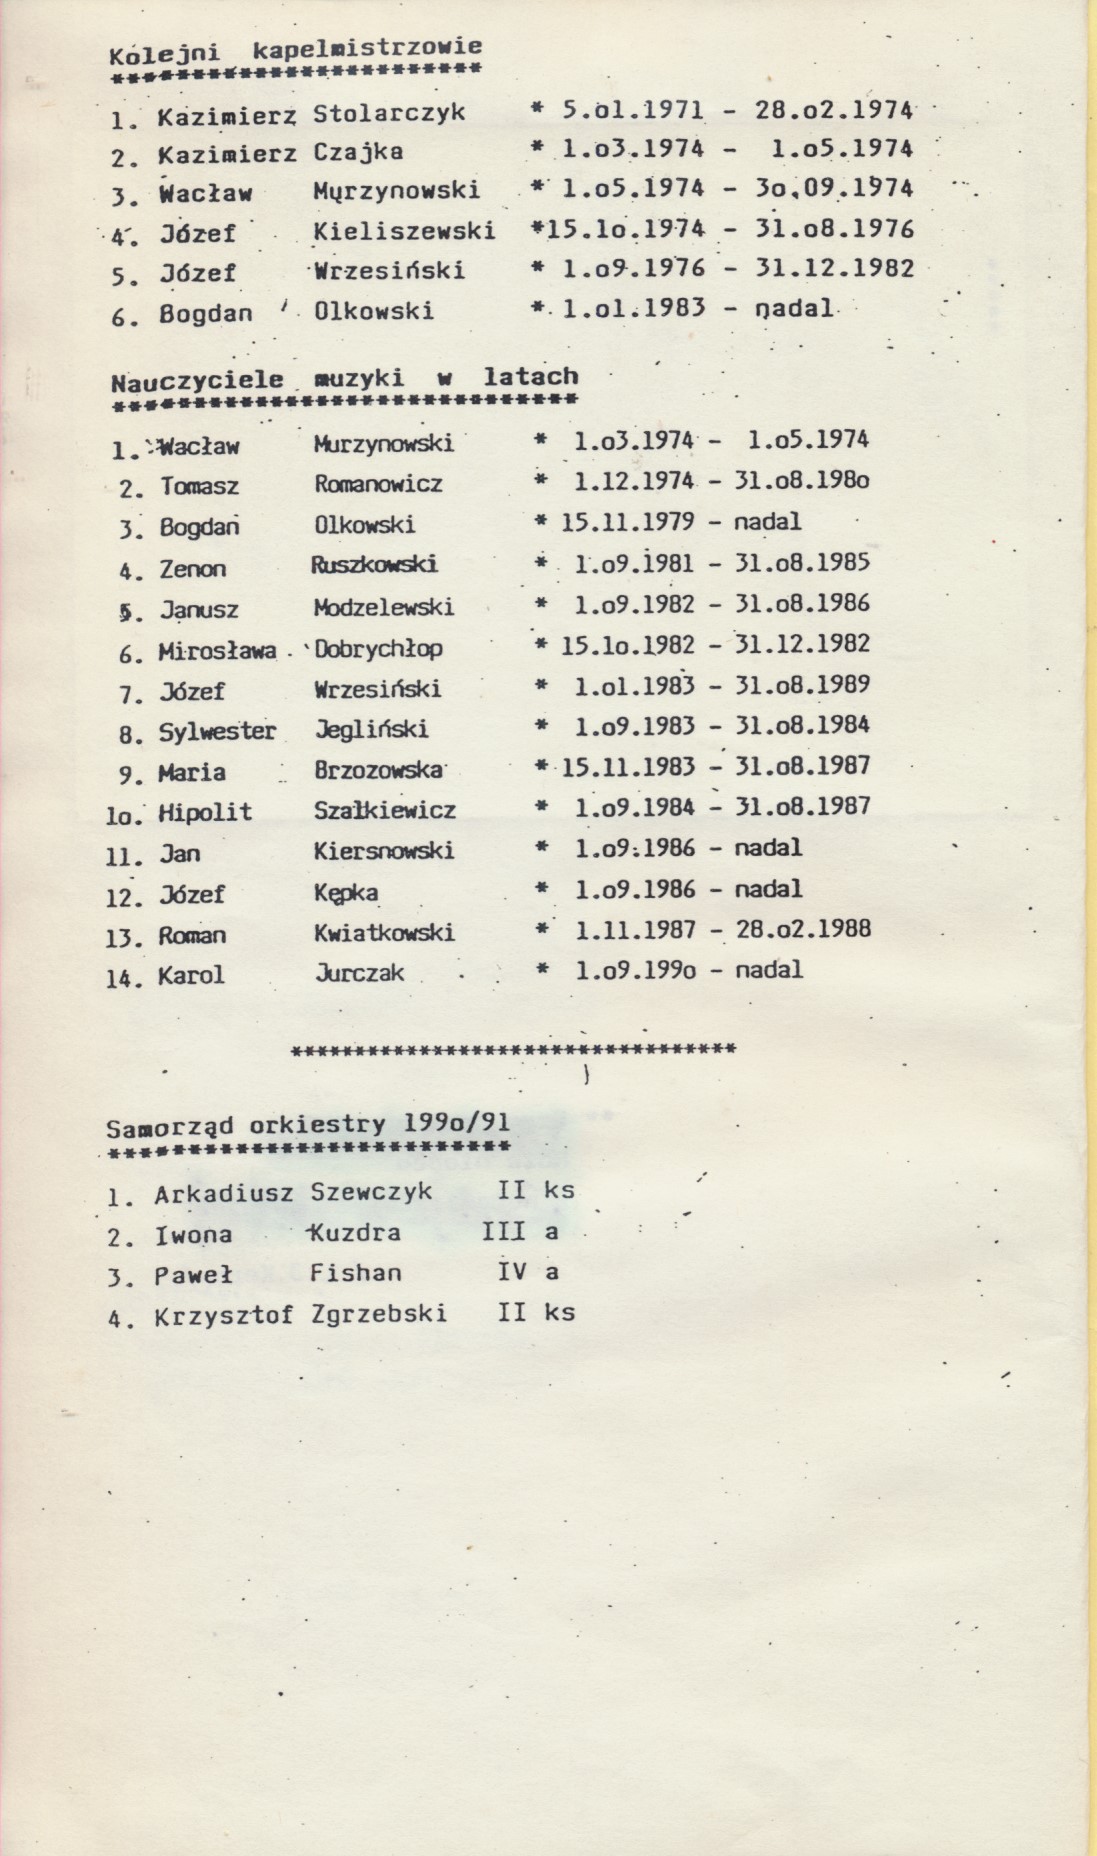 Kolejni kapelmistrzowie
************************
1. Kazimierz Stolarczyk * 5.o1.1971 - 28.o2.1974
2. Kazimierz Czajka * 1.o3.1974 - 1.o5.1974
3. Wacław Murzynowski * 1.o5.1974 - 3o.09.1974
4. Józef Kieliszewski *15.1o.1974 - 31.o8.1976
5. Józef Wrzesiński * 1.o9.1976 - 31.12.1982
6. Bogdan Olkowski * 1.o1.1983 - nadal
Nauczyciele muzyki w latach
******************************
1. Wacław Murzynowski * 1.o3.1974 - 1.o5.1974
2. Tomasz Romanowicz * 1.12.1974 - 31.o8.198o
3. Bogdan Olkowski * 15.11.1979 - nadal
4. Zenon Ruszkowski * 1.o9.1981 - 31.o8.1985
5. Janusz Modzelewski * 1.o9.1982 - 31.o8.1986
6. Mirosława Dobrychłop * 15.1o.1982 - 31.12.1982
7. Józef Wrzesiński * 1.o1.1983 - 31.o8.1989
8. Sylwester Jegliński * 1.o9.1983 - 31.o8.1984
9. Maria Brzozowska * 15.11.1983 - 31.o8.1987
1o. Hipolit Szałkiewicz * 1.o9.1984 - 31.o8.1987
11. Jan Kiersnowski * 1.o9.1986 - nadal
12. Józef Kępka * 1.o9.1986 - nadal
13. Roman Kwiatkowski * 1.11.1987 - 28.o2.1988
14. Karol Jurczak * 1.o9.199o - nadal
***********************************
Samorząd orkiestry 199o/91
**************************
1. Arkadiusz Szewczyk II ks
2. Iwona Kuzdra III a
3. Paweł Fishan IV a
4. Krzysztof Zgrzebski II ks